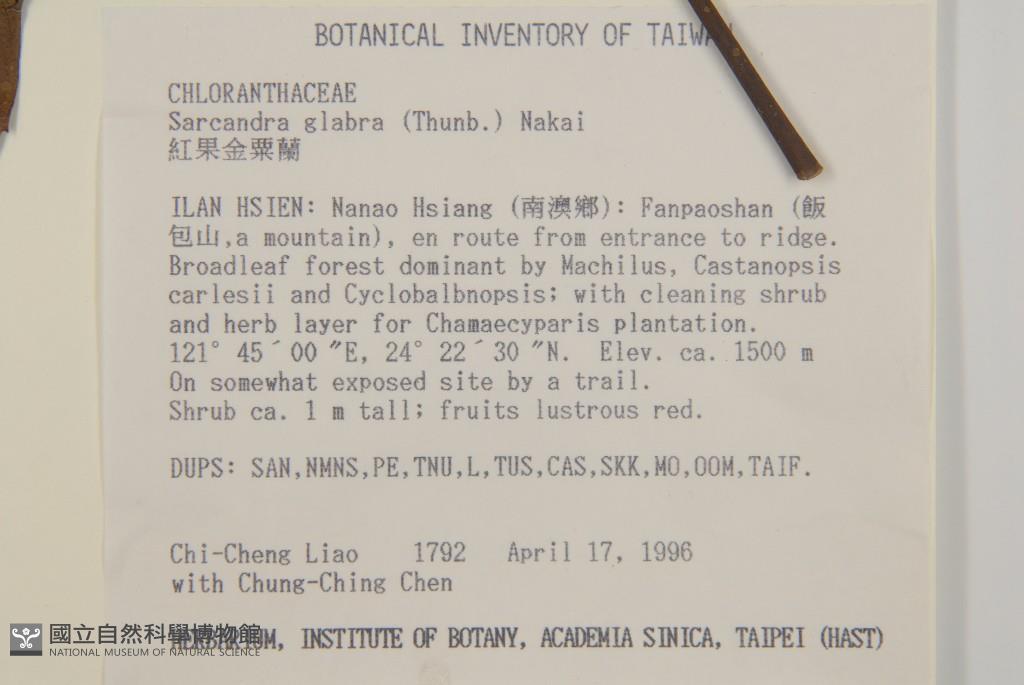 BOTANICAL INVENTORY OF TAIWAN
CHLORANTHACEAE
Sarcandra glabra (Thunb.) Nakai
紅果金粟蘭
ILAN HSIEN: Nanao Hsiang (南澳鄉): Fanpaoshan (飯
包山,a mountain), en route from entrance to ridge.
Broadleaf forest dominant by Machilus, Castanopsis
carlesii and Cyclobalbnopsis; with cleaning shrub
and herb layer for Chamaecyparis plantation.
121° 45´00 ″E, 24° 22´30 ″N. Elev. ca. 1500 m
On somewhat exposed site by a trail.
Shrub ca. 1 m tall; fruits lustrous red.
DUPS: SAN,NMNS,PE,TNU,L,TUS,CAS,SKK,MO,OOM,TAIF.
Chi-Cheng Liao 1792 April 17, 1996
with Chung-Ching Chen
HERBARIUM, INSTITUTE OF BOTANY, ACADEMIA SINICA, TAIPEI (HAST)
國立自然科學博物館
NATIONAL MUSEUM OF NATURAL SCIENCE